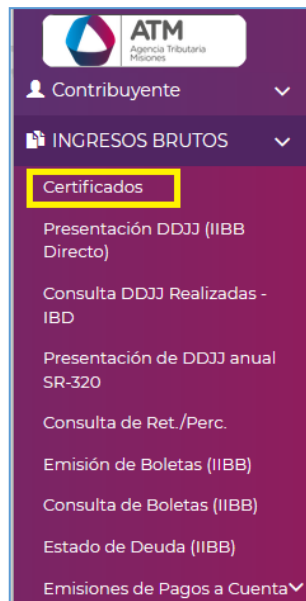 ATM
Agencia Tributaria
Misiones
Contribuyente
INGRESOS BRUTOS
Certificados
Presentación DDJJ (IIBB
Directo)
Consulta DDJJ Realizadas -
IBD
Presentación de DDJJ anual
SR-320
Consulta de Ret./Perc.
Emisión de Boletas (IIBB)
Consulta de Boletas (IIBB)
Estado de Deuda (IIBB)
Emisiones de Pagos a Cuenta